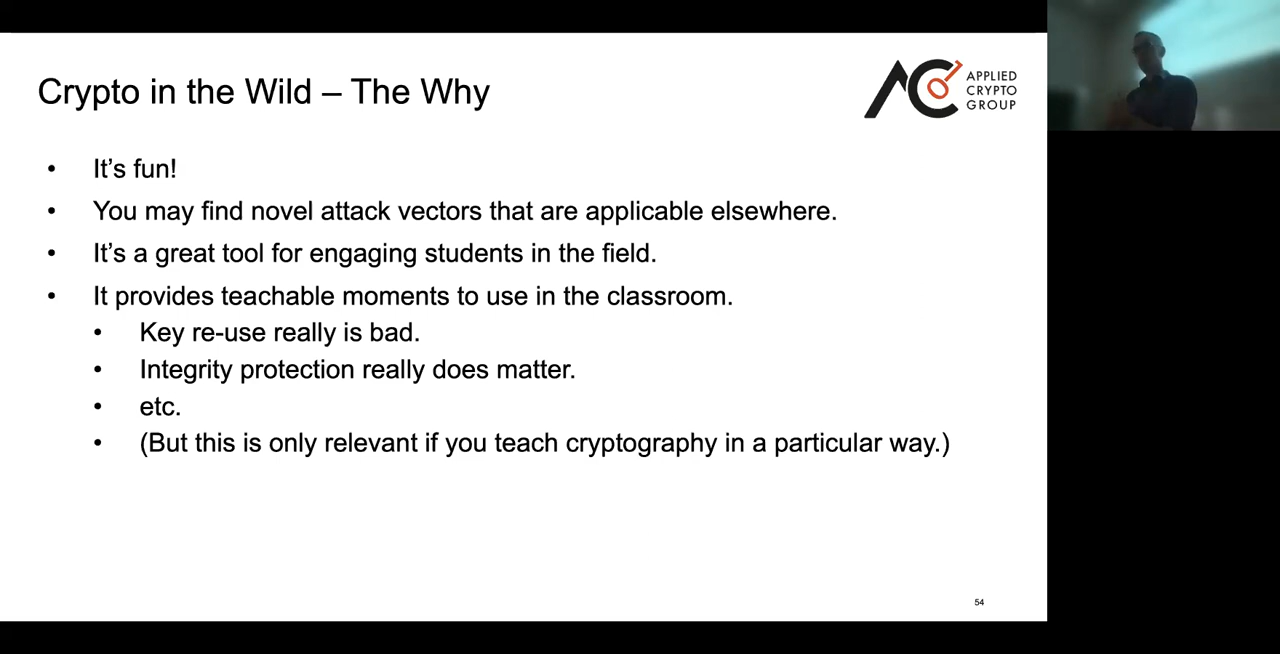 Crypto in the Wild – The Why
APPLIED
CRYPTO
GROUP
• It's fun!
• You may find novel attack vectors that are applicable elsewhere.
• It's a great tool for engaging students in the field.
• It provides teachable moments to use in the classroom.
• Key re-use really is bad.
• Integrity protection really does matter.
• etc.
• (But this is only relevant if you teach cryptography in a particular way.)
54